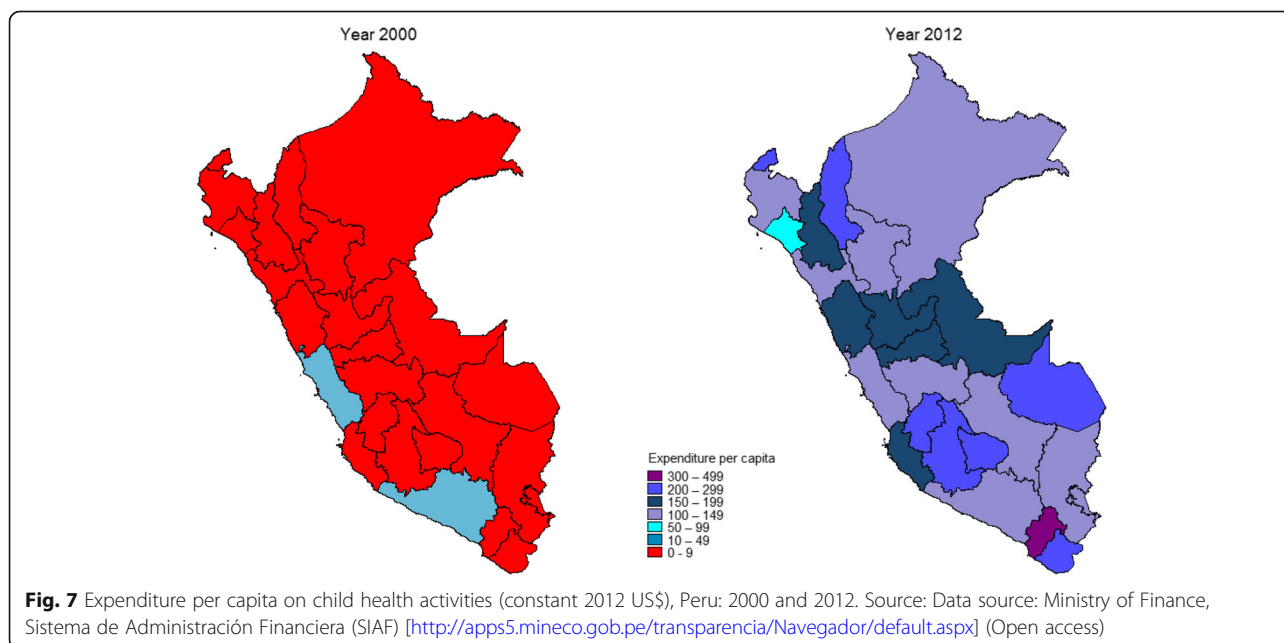 Year 2000
Year 2012
Expenditure per capita
300 – 499
200 – 299
150 – 199
100 – 149
50 – 99
10 – 49
0 - 9
Fig. 7 Expenditure per capita on child health activities (constant 2012 US$), Peru: 2000 and 2012. Source: Data source: Ministry of Finance,
Sistema de Administración Financiera (SIAF) [http://apps5.mineco.gob.pe/transparencia/Navegador/default.aspx] (Open access)